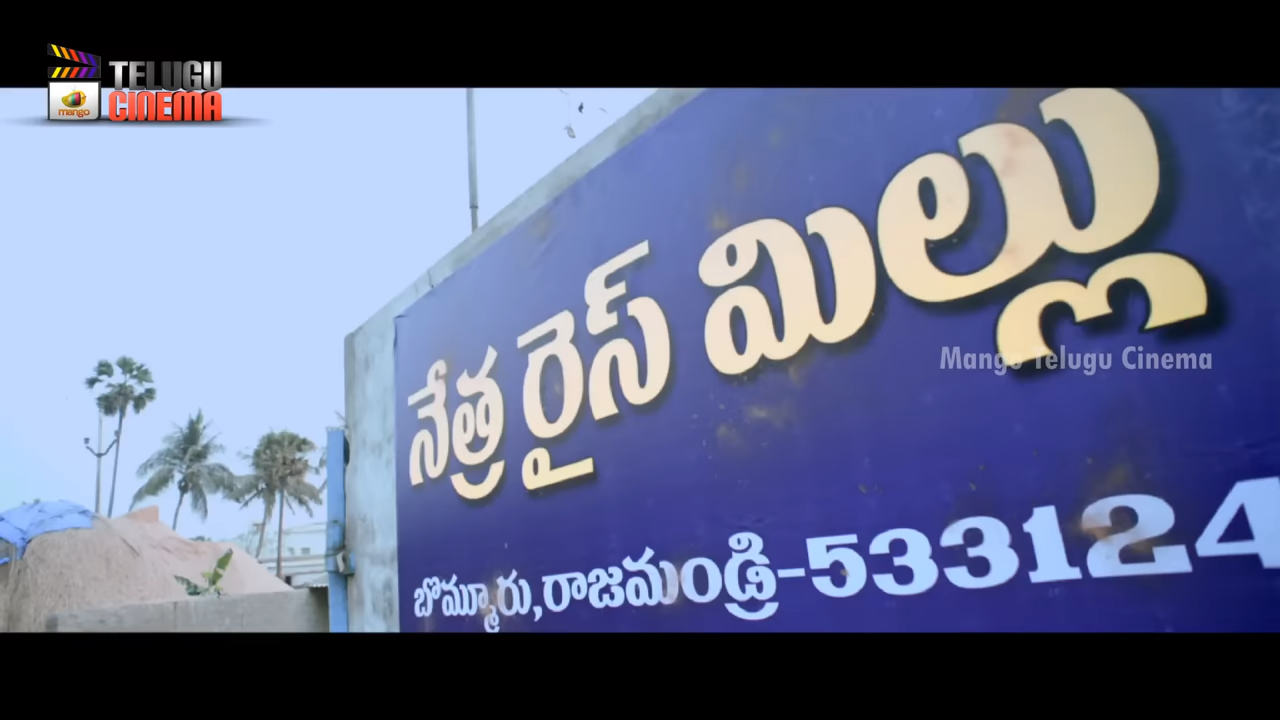 TELUGU
CINEMA
mango
నేత్ర రైస్ మిల్లు
Mango Telugu Cinema
బొమ్మూరు,రాజమండ్రి-533124